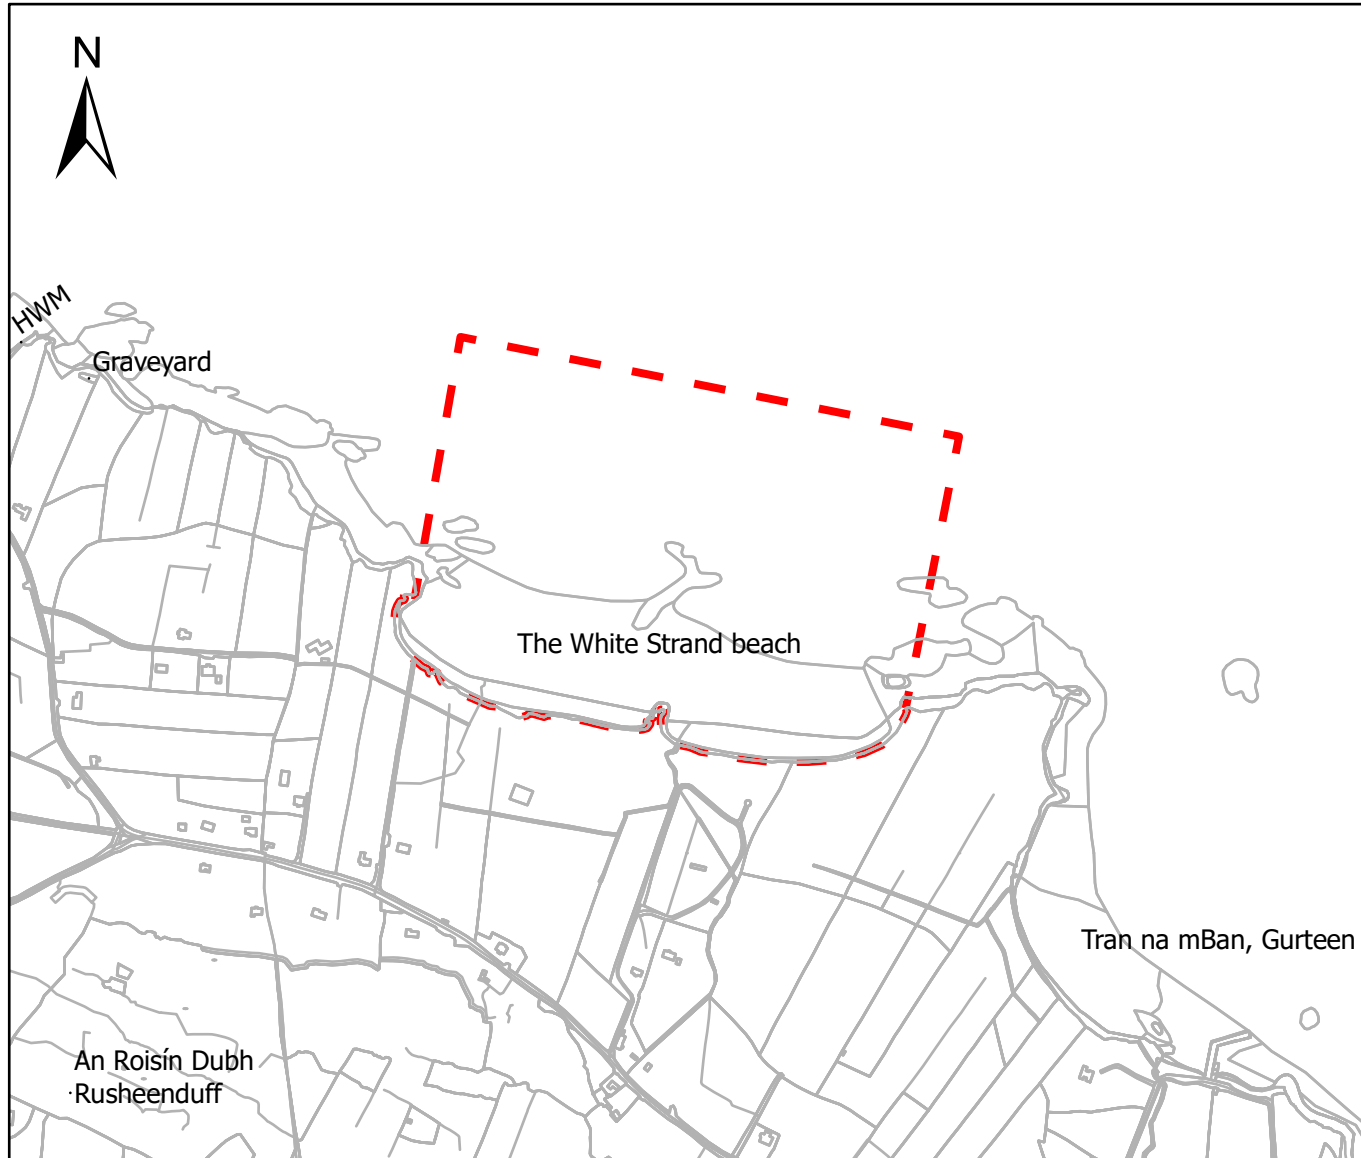 N
HWM
Graveyard
The White Strand beach
Tran na mBan, Gurteen
An Roisín Dubh
Rusheenduff